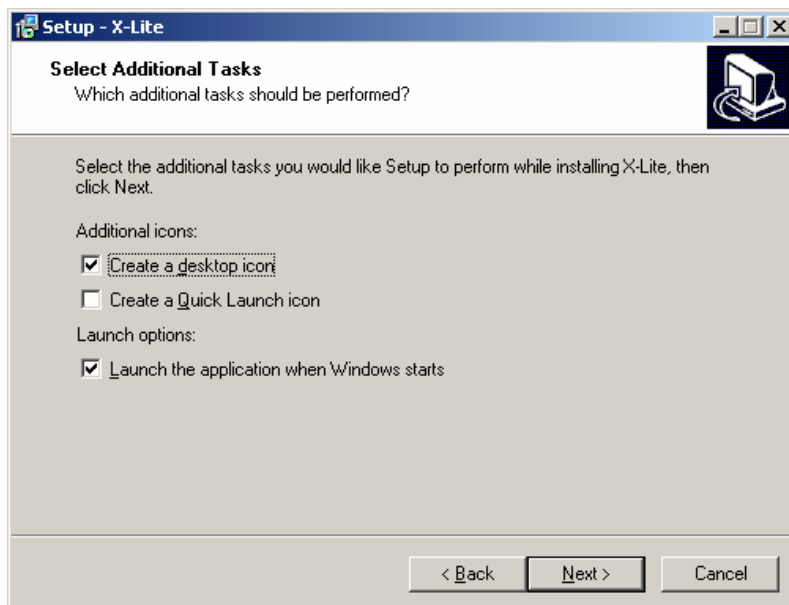 Setup - X-Lite
Select Additional Tasks
Which additional tasks should be performed?
Select the additional tasks you would like Setup to perform while installing X-Lite, then
click Next.
Additional icons:
Create a desktop icon
Create a Quick Launch icon
Launch options:
Launch the application when Windows starts
< Back Next > Cancel